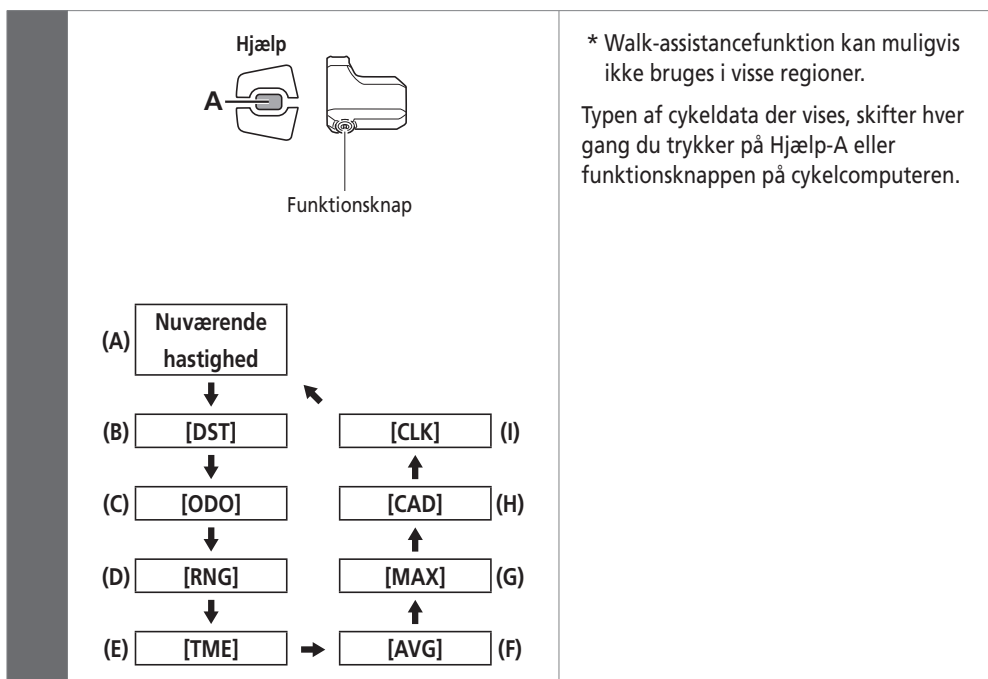 Hjælp
A
Funktionsknap
(A) Nuværende
hastighed
(B) [DST]
(C) [ODO]
(D) [RNG]
(E) [TME]
[AVG] (F)
[MAX] (G)
[CAD] (H)
[CLK] (I)
* Walk-assistancefunktion kan muligvis
ikke bruges i visse regioner.
Typen af cykeldata der vises, skifter hver
gang du trykker på Hjælp-A eller
funktionsknappen på cykelcomputeren.